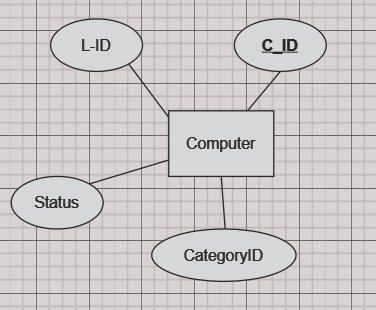 L-ID
C_ID
Computer
Status
CategoryID